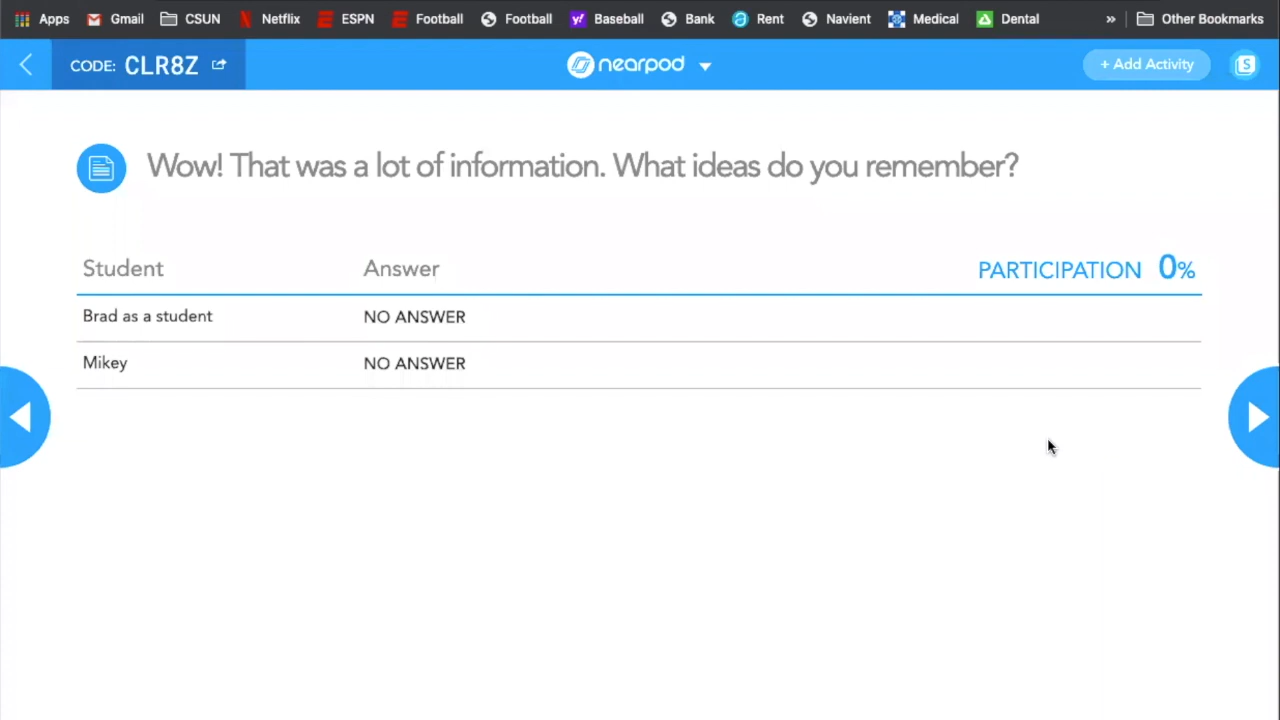 Apps Gmail CSUN Netflix ESPN Football Football Baseball Bank Rent Navient Medical Dental » Other Bookmarks
CODE: CLR8Z nearpod + Add Activity S
Wow! That was a lot of information. What ideas do you remember?
Student Answer PARTICIPATION 0%
Brad as a student NO ANSWER
Mikey NO ANSWER